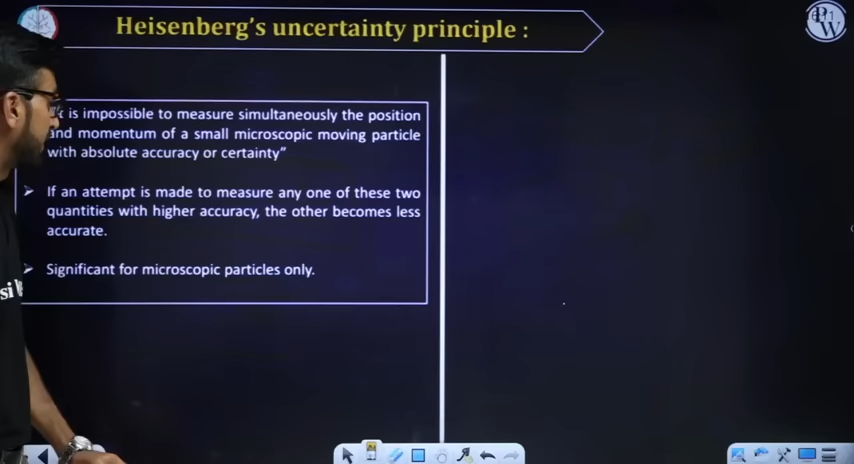 Heisenberg's uncertainty principle :
PW
is impossible to measure simultaneously the position
and momentum of a small microscopic moving particle
with absolute accuracy or certainty"
➤ If an attempt is made to measure any one of these two
quantities with higher accuracy, the other becomes less
accurate.
➤ Significant for microscopic particles only.
si